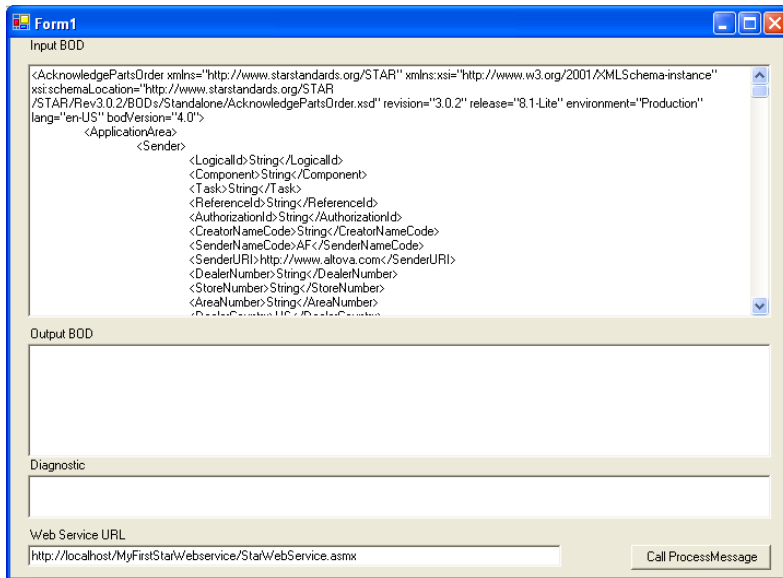 Form1
Input BOD
<AcknowledgePartsOrder xmlns="http://www.starstandards.org/STAR" xmlns:xsi="http://www.w3.org/2001/XMLSchema-instance"
xsi:schemaLocation="http://www.starstandards.org/STAR
/STAR/Rev3.0.2/BODs/Standalone/AcknowledgePartsOrder.xsd" revision="3.0.2" release="8.1-Lite" environment="Production"
lang="en-US" bodVersion="4.0">
<ApplicationArea>
<Sender>
<LogicalId>String</LogicalId>
<Component>String</Component>
<Task>String</Task>
<ReferenceId>String</ReferenceId>
<AuthorizationId>String</AuthorizationId>
<CreatorNameCode>String</CreatorNameCode>
<SenderNameCode>AF</SenderNameCode>
<SenderURI>http://www.altova.com</SenderURI>
<DealerNumber>String</DealerNumber>
<StoreNumber>String</StoreNumber>
<AreaNumber>String</AreaNumber>
<DealerCountry>US</DealerCountry>
Output BOD
Diagnostic
Web Service URL
http://localhost/MyFirstStarWebservice/StarWebService.asmx
Call ProcessMessage